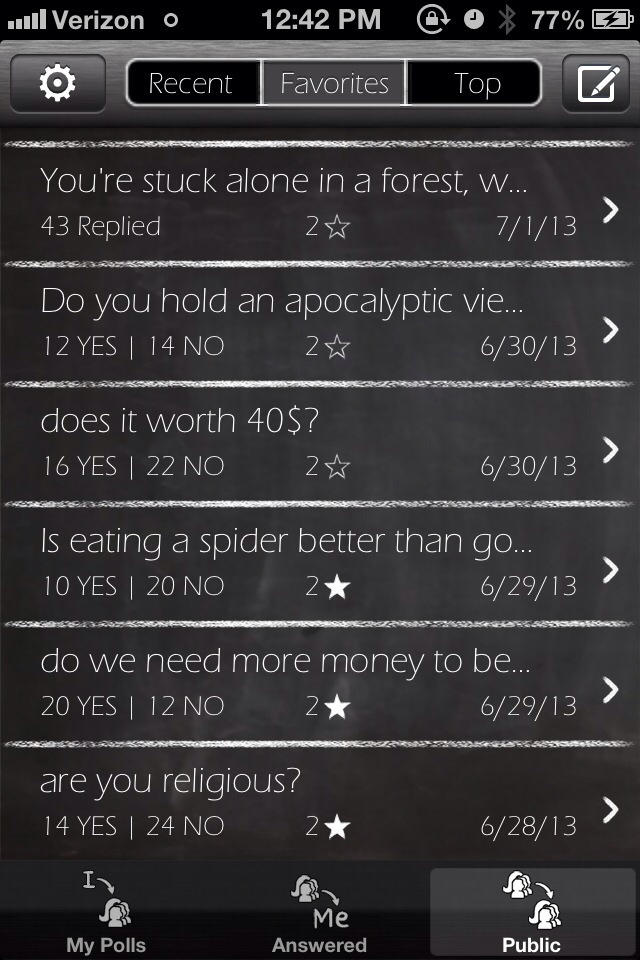 Verizon 12:42 PM 77%
Recent Favorites Top
You're stuck alone in a forest, w...
43 Replied 2☆ 7/1/13
Do you hold an apocalyptic vie...
12 YES | 14 NO 2☆ 6/30/13
does it worth 40$?
16 YES | 22 NO 2☆ 6/30/13
Is eating a spider better than go...
10 YES | 20 NO 2★ 6/29/13
do we need more money to be...
20 YES | 12 NO 2★ 6/29/13
are you religious?
14 YES | 24 NO 2★ 6/28/13
I
Me
My Polls Answered Public